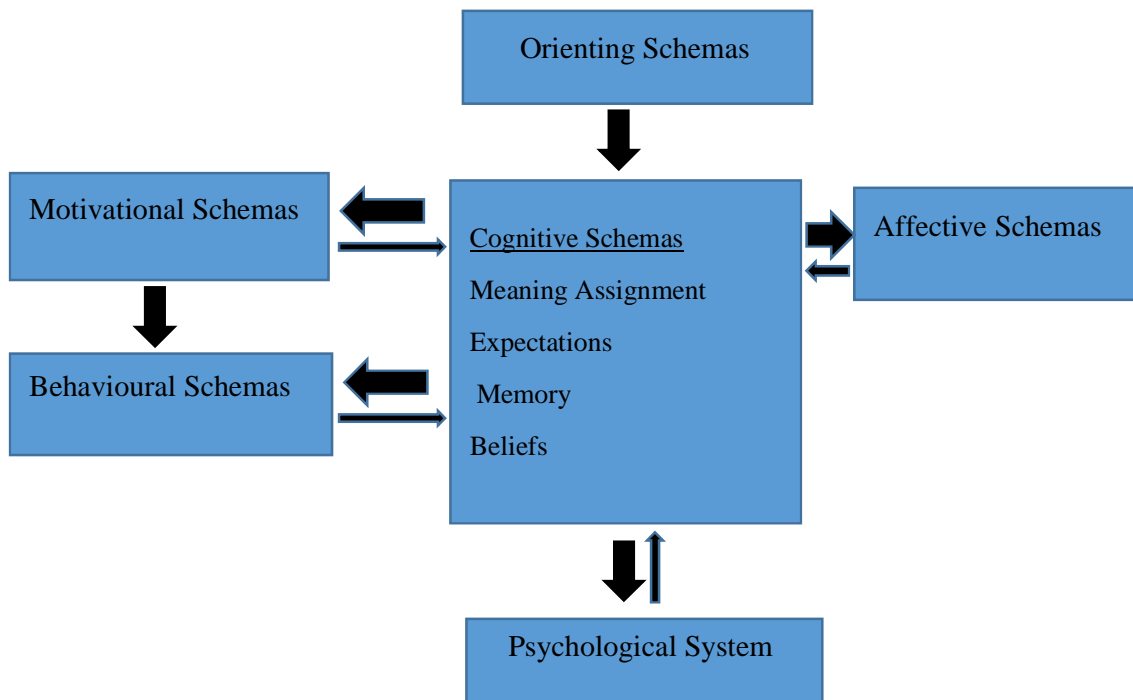 Orienting Schemas
Motivational Schemas
Cognitive Schemas
Meaning Assignment
Expectations
Memory
Beliefs
Affective Schemas
Behavioural Schemas
Psychological System